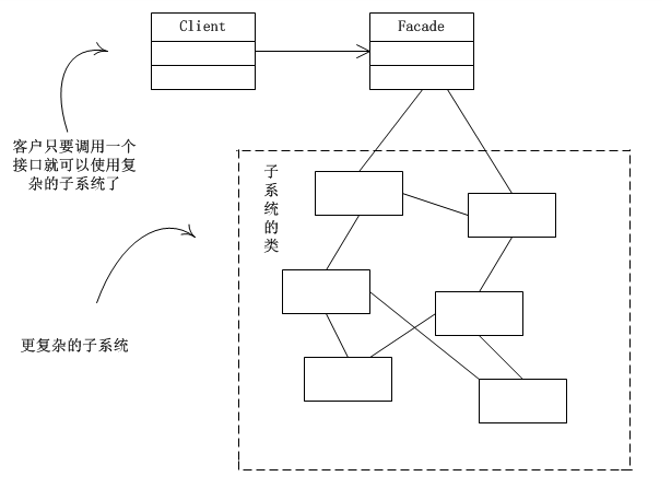 Client
Facade
客户只要调用一个
接口就可以使用复
杂的子系统了
子系统的类
更复杂的子系统